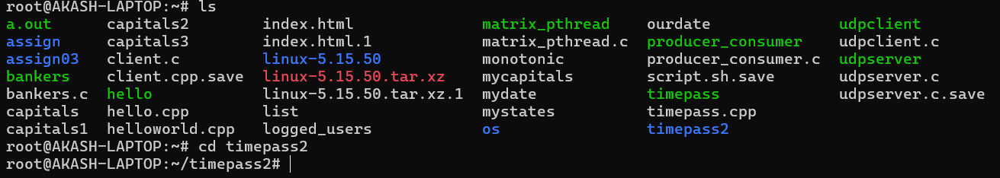 root@AKASH-LAPTOP:~# ls
a.out capitals2 index.html matrix_pthread ourdate udpclient
assign capitals3 index.html.1 matrix_pthread.c producer_consumer udpclient.c
assign03 client.c linux-5.15.50 monotonic producer_consumer.c udpserver
bankers client.cpp.save linux-5.15.50.tar.xz mycapitals script.sh.save udpserver.c
bankers.c hello linux-5.15.50.tar.xz.1 mydate timepass udpserver.c.save
capitals hello.cpp list mystates timepass.cpp
capitals1 helloworld.cpp logged_users os timepass2
root@AKASH-LAPTOP:~# cd timepass2
root@AKASH-LAPTOP:~/timepass2#